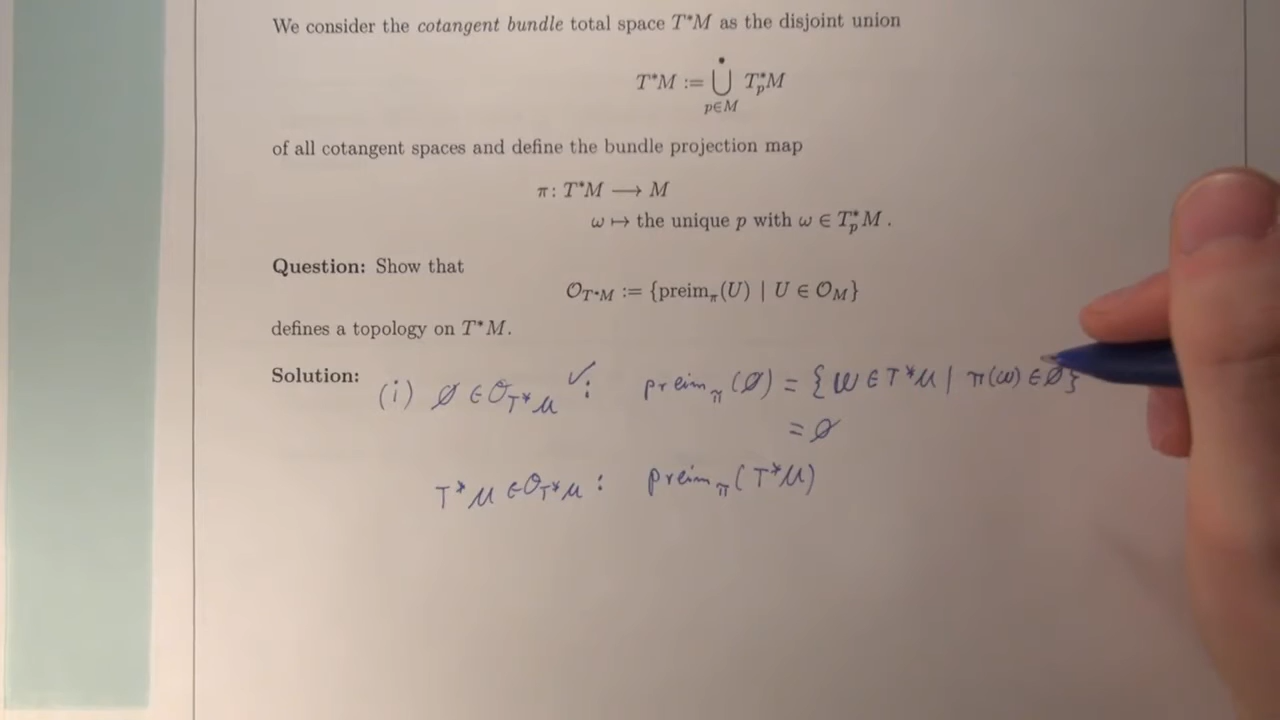 We consider the cotangent bundle total space T*M as the disjoint union
T*M := ⋃̇ T*ₚM
p∈M
of all cotangent spaces and define the bundle projection map
π: T*M ⟶ M
ω ↦ the unique p with ω ∈ T*ₚM .
Question: Show that
𝒪_{T*M} := {preim_π(U) | U ∈ 𝒪_M}
defines a topology on T*M.
Solution:
(i) ∅ ∈ 𝒪_{T*M} ✓: preim_π(∅) = {ω ∈ T*M | π(ω) ∈ ∅}
= ∅
T*M ∈ 𝒪_{T*M} : preim_π(T*M)